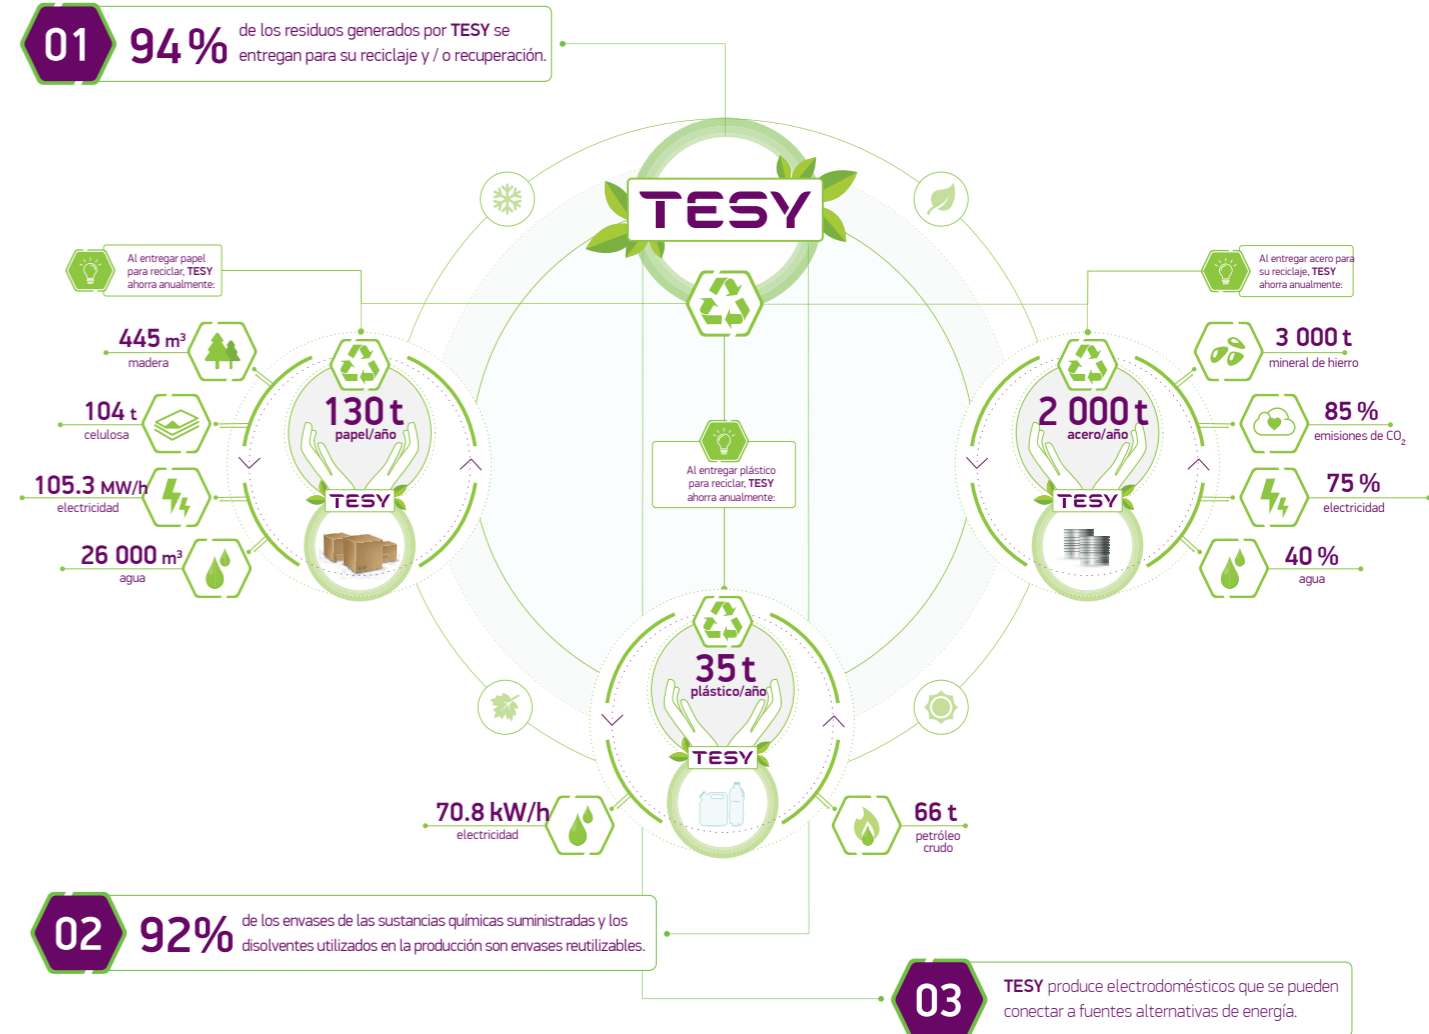 01
94 %
de los residuos generados por TESY se
entregan para su reciclaje y / o recuperación.
TESY
Al entregar papel
para reciclar, TESY
ahorra anualmente:
445 m³
madera
104 t
celulosa
105.3 MW/h
electricidad
26 000 m³
agua
130 t
papel/año
TESY
Al entregar plástico
para reciclar, TESY
ahorra anualmente:
35 t
plástico/año
TESY
70.8 kW/h
electricidad
66 t
petróleo
crudo
Al entregar acero para
su reciclaje, TESY
ahorra anualmente:
2 000 t
acero/año
TESY
3 000 t
mineral de hierro
85 %
emisiones de CO₂
75 %
electricidad
40 %
agua
02
92%
de los envases de las sustancias químicas suministradas y los
disolventes utilizados en la producción son envases reutilizables.
03
TESY produce electrodomésticos que se pueden
conectar a fuentes alternativas de energía.